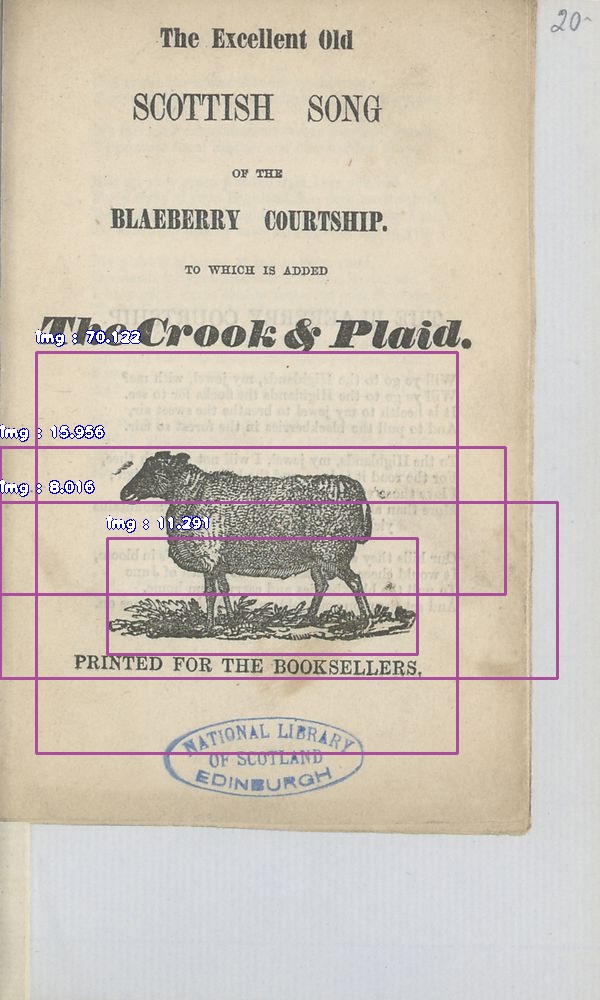 20-
The Excellent Old
SCOTTISH SONG
OF THE
BLAEBERRY COURTSHIP.
TO WHICH IS ADDED
The Crook & Plaid.
img : 70.122
img : 15.956
img : 8.016
img : 11.291
PRINTED FOR THE BOOKSELLERS.
NATIONAL LIBRARY
OF SCOTLAND
EDINBURGH